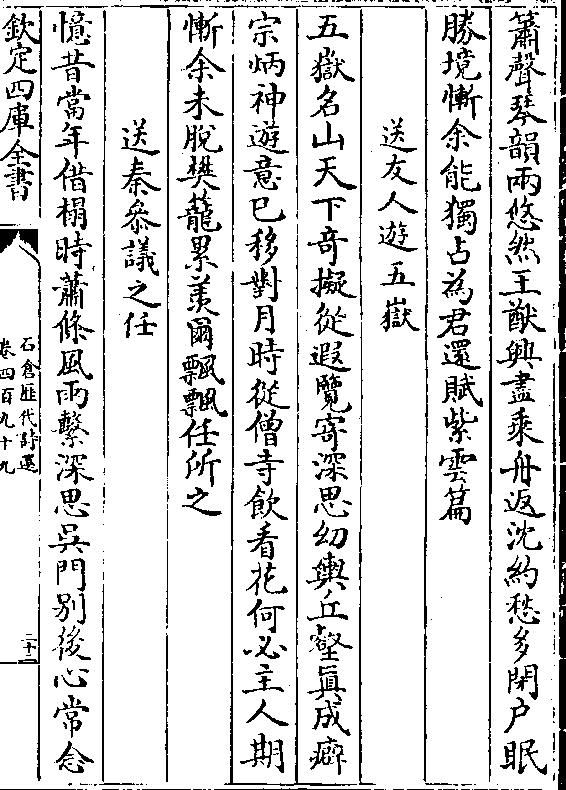 簫聲琴韻兩悠然王猷興盡乘舟返沈約愁多閉户眠
勝境慚余能獨占為君還賦紫雲篇
送友人遊五嶽
五嶽名山天下奇擬從遐覽寄深思幼輿丘壑真成癖
宗炳神遊意已移對月時從僧寺飲看花何必主人期
慚余未脫樊籠累羡爾飄飄任所之
送秦叅議之任
憶昔當年借榻時蕭條風雨繫深思吳門別後心常念
欽定四庫全書
石倉歷代詩選
卷四百九十九
二十二